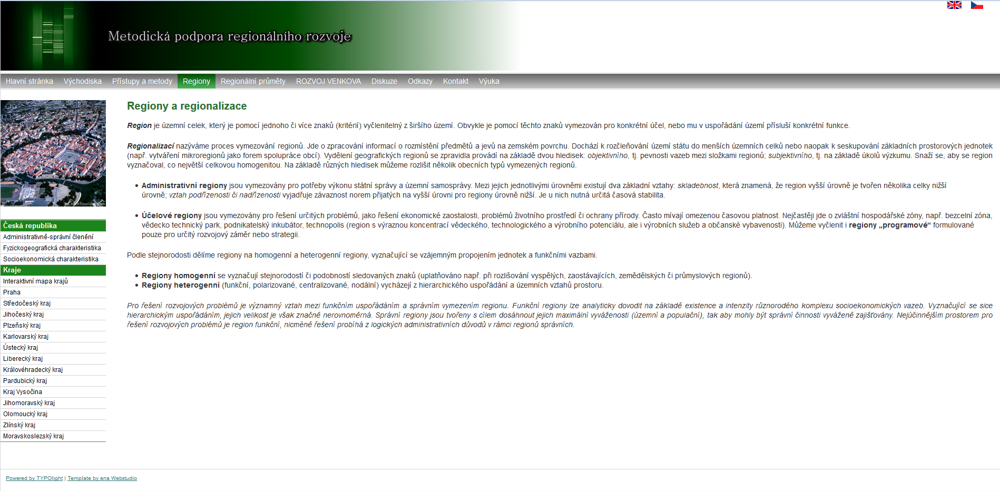 Metodická podpora regionálního rozvoje
Hlavní stránka Východiska Přístupy a metody Regiony Regionální průměty ROZVOJ VENKOVA Diskuze Odkazy Kontakt Výuka
©CzechTourism.com
Česká republika
Administrativně-správní členění
Fyzickogeografická charakteristika
Socioekonomická charakteristika
Kraje
Interaktivní mapa krajů
Praha
Středočeský kraj
Jihočeský kraj
Plzeňský kraj
Karlovarský kraj
Ústecký kraj
Liberecký kraj
Královéhradecký kraj
Pardubický kraj
Kraj Vysočina
Jihomoravský kraj
Olomoucký kraj
Zlínský kraj
Moravskoslezský kraj
Regiony a regionalizace
Region je územní celek, který je pomocí jednoho či více znaků (kritérií) vyčlenitelný z širšího území. Obvykle je pomocí těchto znaků vymezován pro konkrétní účel, nebo mu v uspořádání území přísluší konkrétní funkce.
Regionalizací nazýváme proces vymezování regionů. Jde o zpracování informací o rozmístění předmětů a jevů na zemském povrchu. Dochází k rozčleňování území státu do menších územních celků nebo naopak k seskupování základních prostorových jednotek
(např. vytváření mikroregionů jako forem spolupráce obcí). Vydělení geografických regionů se zpravidla provádí na základě dvou hledisek: objektivního, tj. pevnosti vazeb mezi složkami regionů; subjektivního, tj. na základě úkolů výzkumu. Snaží se, aby se region
vyznačoval, co největší celkovou homogenitou. Na základě různých hledisek můžeme rozlišit několik obecních typů vymezených regionů.
• Administrativní regiony jsou vymezovány pro potřeby výkonu státní správy a územní samosprávy. Mezi jejich jednotlivými úrovněmi existují dva základní vztahy: skladebnost, která znamená, že region vyšší úrovně je tvořen několika celky nižší
úrovně; vztah podřízenosti či nadřízenosti vyjadřuje závaznost norem přijatých na vyšší úrovni pro regiony úrovně nižší. Je u nich nutná určitá časová stabilita.
• Účelové regiony jsou vymezovány pro řešení určitých problémů, jako řešení ekonomické zaostalosti, problémů životního prostředí či ochrany přírody. Často mívají omezenou časovou platnost. Nejčastěji jde o zvláštní hospodářské zóny, např. bezcelní zóna,
vědecko technický park, podnikatelský inkubátor, technopolis (region s výraznou koncentrací vědeckého, technologického a výrobního potenciálu, ale i výrobních služeb a občanské vybavenosti). Můžeme vyčlenit i regiony „programové“ formulované
pouze pro určitý rozvojový záměr nebo strategii.
Podle stejnorodosti dělíme regiony na homogenní a heterogenní regiony, vyznačující se vzájemným propojením jednotek a funkčními vazbami.
• Regiony homogenní se vyznačují stejnorodostí či podobností sledovaných znaků (uplatňováno např. při rozlišování vyspělých, zaostávajících, zemědělských či průmyslových regionů).
• Regiony heterogenní (funkční, polarizované, centralizované, nodální) vycházejí z hierarchického uspořádání a územních vztahů prostoru.
Pro řešení rozvojových problémů je významný vztah mezi funkčním uspořádáním a správním vymezením regionu. Funkční regiony lze analyticky dovodit na základě existence a intenzity různorodého komplexu socioekonomických vazeb. Vyznačující se sice
hierarchickým uspořádáním, jejich velikost je však značně nerovnoměrná. Správní regiony jsou tvořeny s cílem dosáhnout jejich maximální vyváženosti (územní a populační), tak aby mohly být správní činnosti vyváženě zajišťovány. Nejúčinnějším prostorem pro
řešení rozvojových problémů je region funkční, nicméně řešení probíhá z logických administrativních důvodů v rámci regionů správních.
Powered by TYPOlight | Template by ena Webstudio